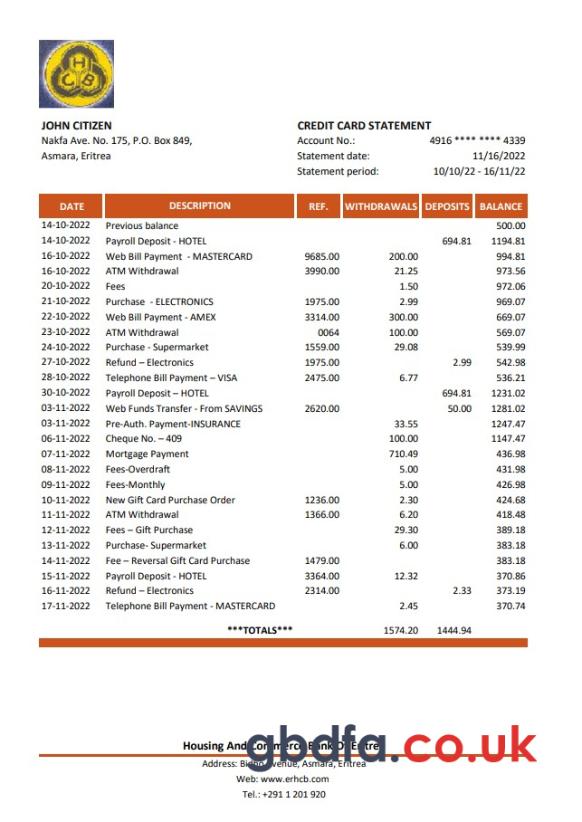 H
C B
JOHN CITIZEN
Nakfa Ave. No. 175, P.O. Box 849,
Asmara, Eritrea
CREDIT CARD STATEMENT
Account No.: 4916 **** **** 4339
Statement date: 11/16/2022
Statement period: 10/10/22 - 16/11/22
DATE DESCRIPTION REF. WITHDRAWALS DEPOSITS BALANCE
14-10-2022 Previous balance 500.00
14-10-2022 Payroll Deposit - HOTEL 694.81 1194.81
16-10-2022 Web Bill Payment - MASTERCARD 9685.00 200.00 994.81
16-10-2022 ATM Withdrawal 3990.00 21.25 973.56
20-10-2022 Fees 1.50 972.06
21-10-2022 Purchase - ELECTRONICS 1975.00 2.99 969.07
22-10-2022 Web Bill Payment - AMEX 3314.00 300.00 669.07
23-10-2022 ATM Withdrawal 0064 100.00 569.07
24-10-2022 Purchase - Supermarket 1559.00 29.08 539.99
27-10-2022 Refund – Electronics 1975.00 2.99 542.98
28-10-2022 Telephone Bill Payment – VISA 2475.00 6.77 536.21
30-10-2022 Payroll Deposit – HOTEL 694.81 1231.02
03-11-2022 Web Funds Transfer - From SAVINGS 2620.00 50.00 1281.02
03-11-2022 Pre-Auth. Payment-INSURANCE 33.55 1247.47
06-11-2022 Cheque No. – 409 100.00 1147.47
07-11-2022 Mortgage Payment 710.49 436.98
08-11-2022 Fees-Overdraft 5.00 431.98
09-11-2022 Fees-Monthly 5.00 426.98
10-11-2022 New Gift Card Purchase Order 1236.00 2.30 424.68
11-11-2022 ATM Withdrawal 1366.00 6.20 418.48
12-11-2022 Fees – Gift Purchase 29.30 389.18
13-11-2022 Purchase- Supermarket 6.00 383.18
14-11-2022 Fee – Reversal Gift Card Purchase 1479.00 383.18
15-11-2022 Payroll Deposit - HOTEL 3364.00 12.32 370.86
16-11-2022 Refund – Electronics 2314.00 2.33 373.19
17-11-2022 Telephone Bill Payment - MASTERCARD 2.45 370.74
***TOTALS*** 1574.20 1444.94
Housing And Commerce Bank Of Eritrea
gbdfa.co.uk
Address: Avenue, Asmara, Eritrea
Web: www.erhcb.com
Tel.: +291 1 201 920